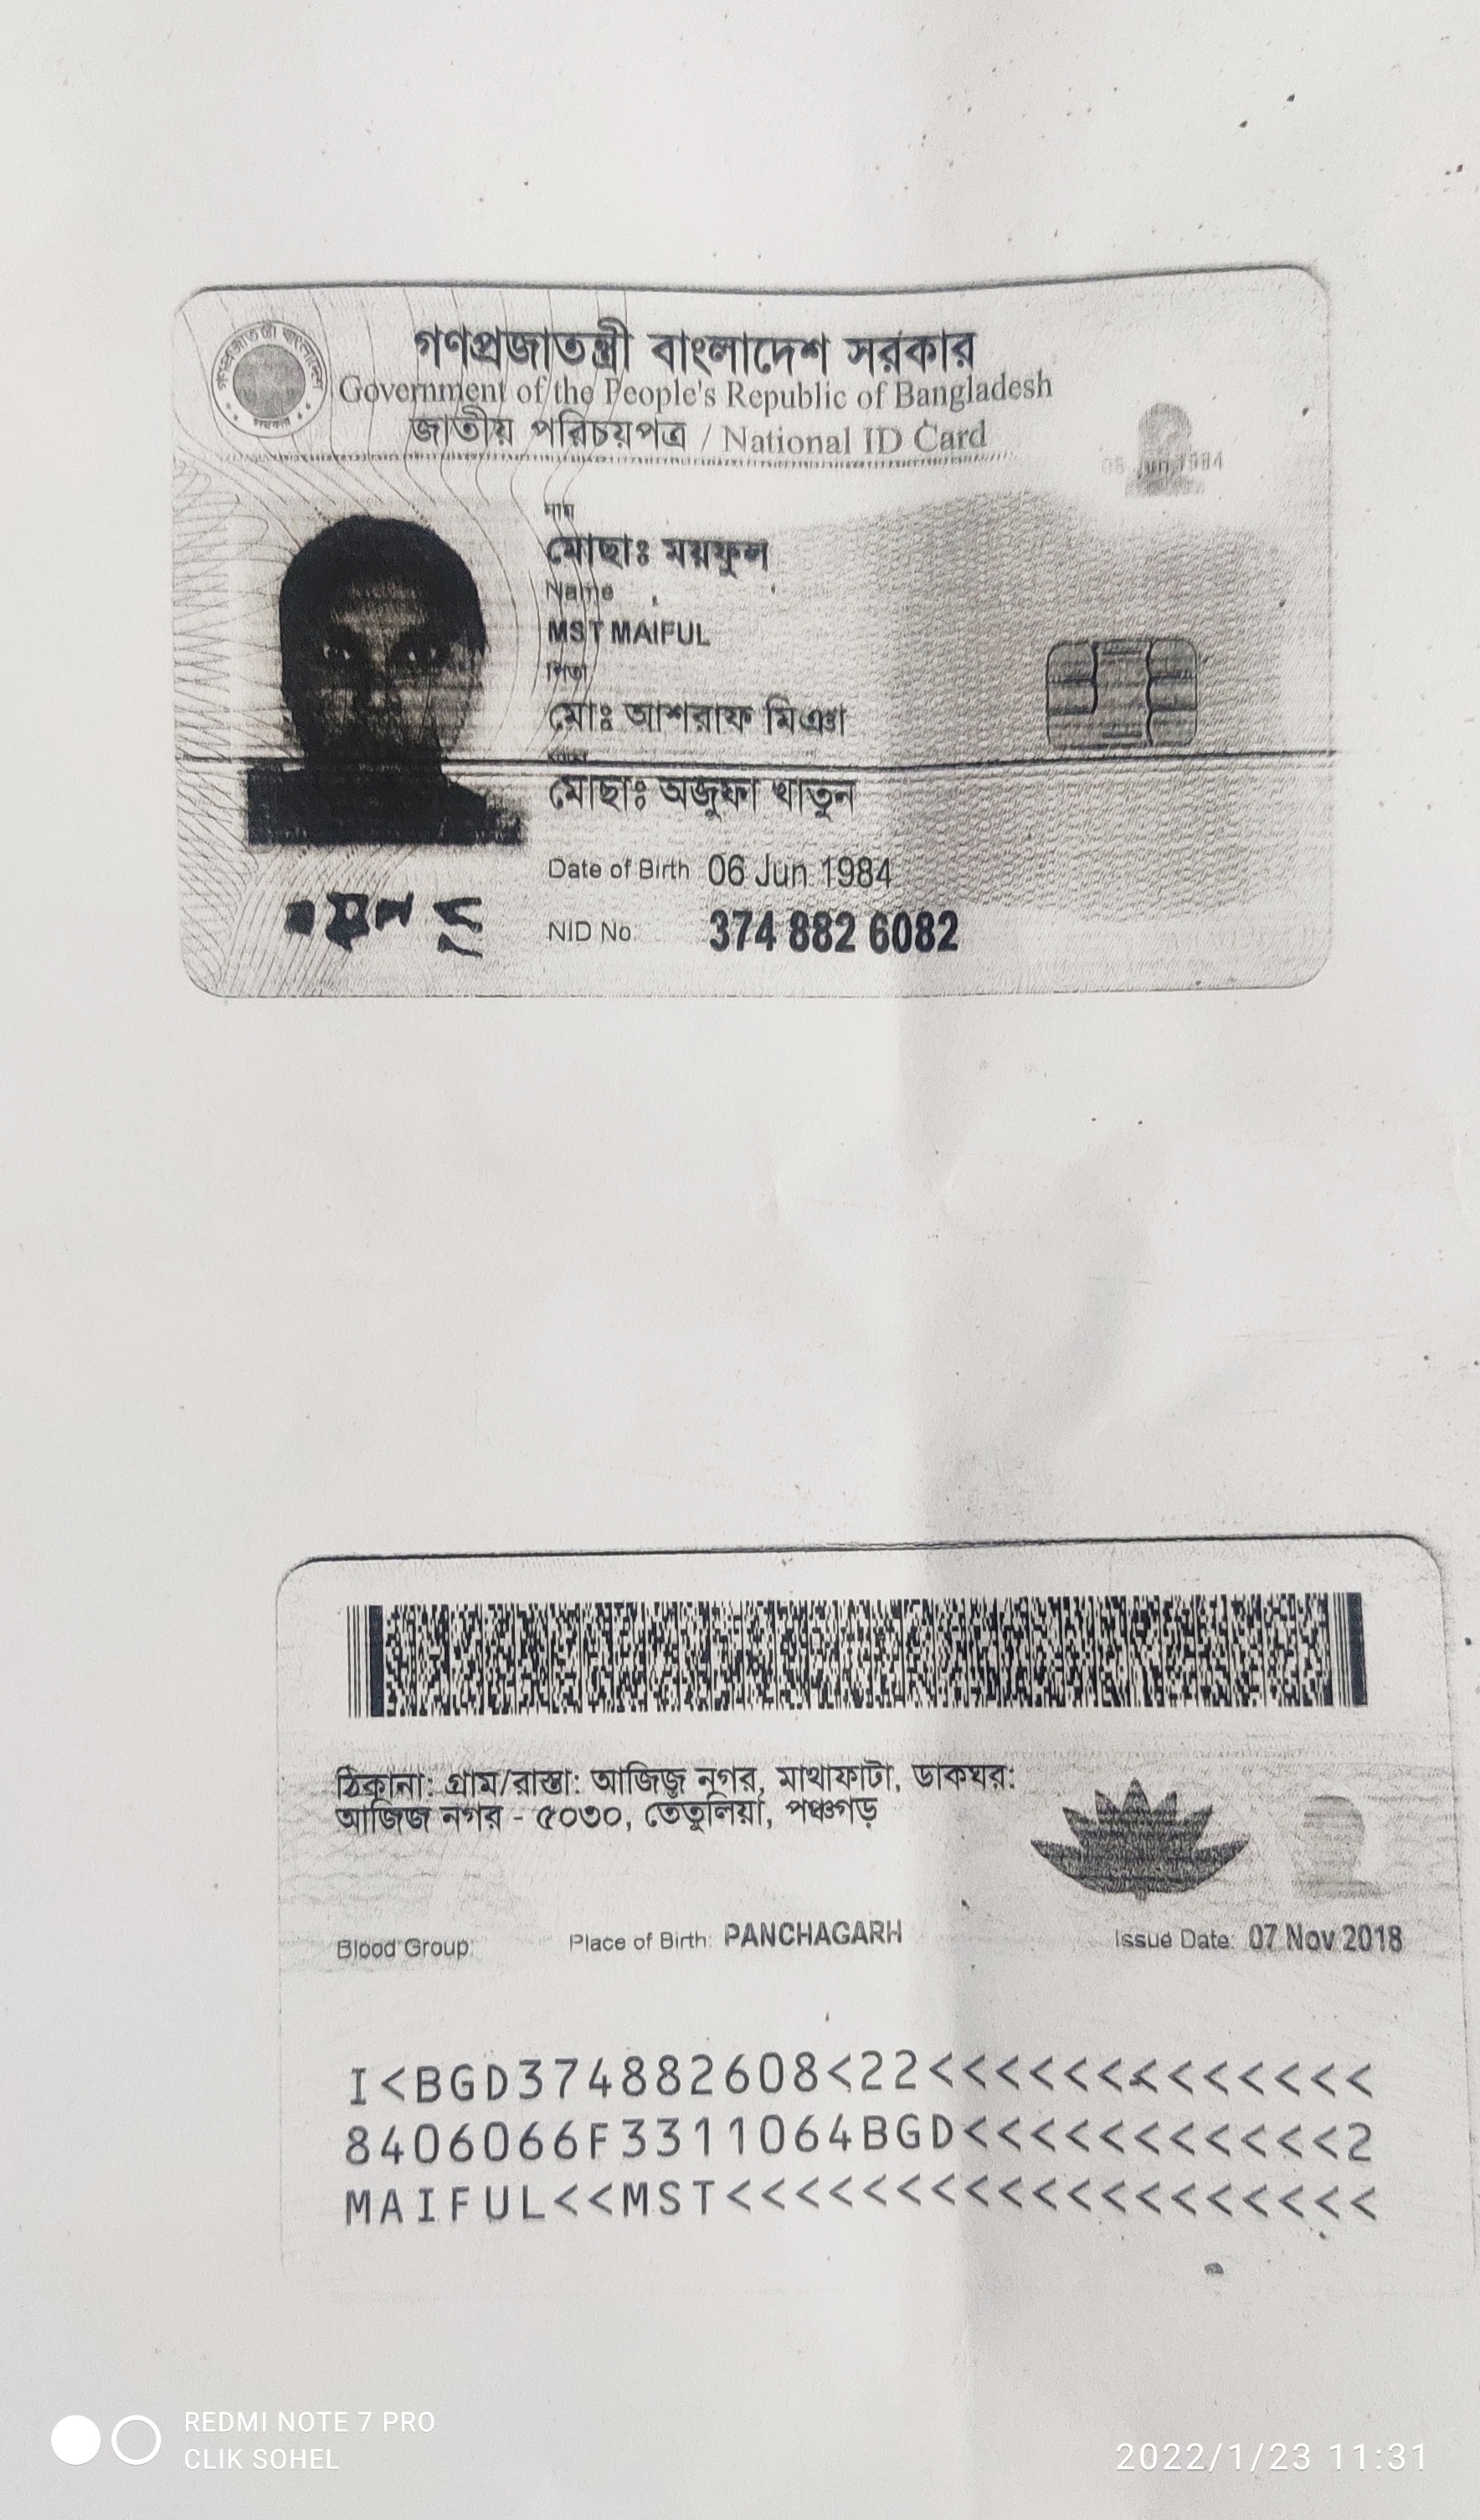 গণপ্রজাতন্ত্রী বাংলাদেশ সরকার
Government of the People's Republic of Bangladesh
জাতীয় পরিচয়পত্র / National ID Card
06 Jun 1984
নাম
মোছাঃ ময়ফুল
Name
MST MAIFUL
পিতা
মোঃ আশরাফ মিঞা
মোছাঃ অজুফা খাতুন
Date of Birth 06 Jun 1984
NID No. 374 882 6082
ঠিকানা: গ্রাম/রাস্তা: আজিজ নগর, মাথাফাটা, ডাকঘর:
আজিজ নগর - ৫০৩০, তেতুলিয়া, পঞ্চগড়
Blood Group: Place of Birth: PANCHAGARH Issue Date: 07 Nov 2018
I<BGD374882608<22<<<<<<<<<<<<<
8406066F3311064BGD<<<<<<<<<<<2
MAIFUL<<MST<<<<<<<<<<<<<<<<<<<
REDMI NOTE 7 PRO
CLIK SOHEL
2022/1/23 11:31